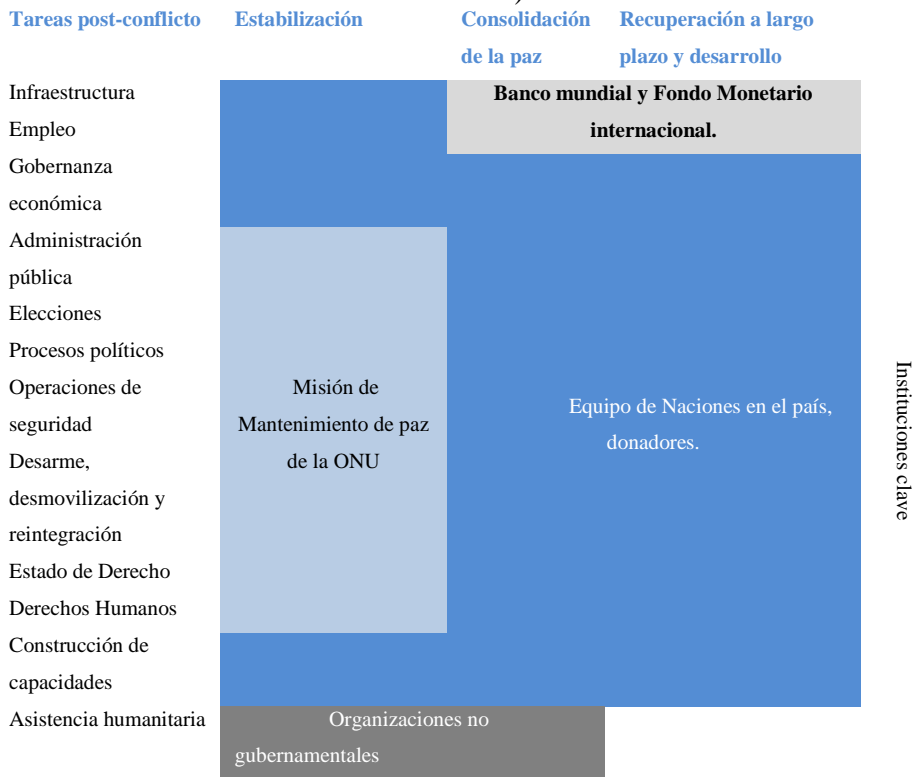 Tareas post-conflicto
Estabilización
Consolidación
de la paz
Recuperación a largo
plazo y desarrollo
Infraestructura
Empleo
Gobernanza
económica
Administración
pública
Elecciones
Procesos políticos
Operaciones de
seguridad
Desarme,
desmovilización y
reintegración
Estado de Derecho
Derechos Humanos
Construcción de
capacidades
Asistencia humanitaria
Banco mundial y Fondo Monetario
internacional.
Misión de
Mantenimiento de paz
de la ONU
Equipo de Naciones en el país,
donadores.
Organizaciones no
gubernamentales
Instituciones clave